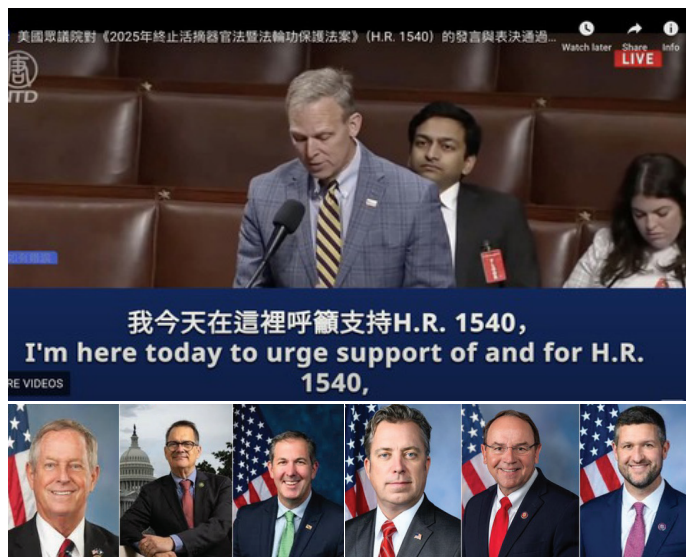 美國眾議院對《2025年終止活摘器官法暨法輪功保護法案》（H.R. 1540）的發言與表決通過...
Watch later
Share
Info
LIVE
唐
NTD
我今天在這裡呼籲支持H.R. 1540,
I'm here today to urge support of and for H.R.
1540,
RE VIDEOS